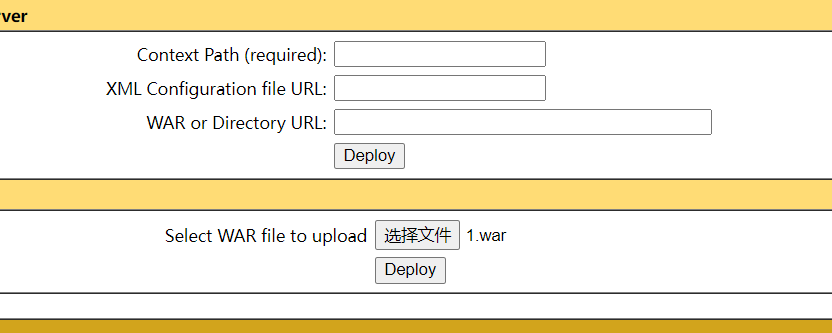 rver
Context Path (required):
XML Configuration file URL:
WAR or Directory URL:
Deploy
Select WAR file to upload 选择文件 1.war
Deploy